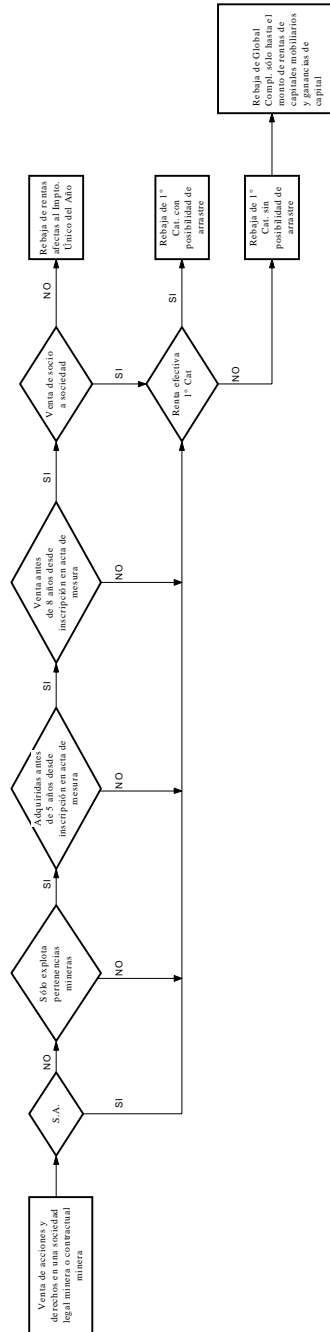 Venta de acciones y
derechos en una sociedad
legal minera o contractual
minera
S.A.
NO
SI
Sólo explota
pertenencias
mineras
SI
NO
Adquiridas antes
de 5 años desde
inscripción en acta de
mesura
SI
NO
Venta antes
de 8 años desde
inscripción en acta de
mesura
SI
NO
Venta de socio
a sociedad
NO
SI
Rebaja de rentas
afectas al Impto.
Único del Año
Renta efectiva
1° Cat
SI
NO
Rebaja de 1°
Cat. con
posibilidad de
arrastre
Rebaja de 1°
Cat. sin
posibilidad de
arrastre
Rebaja de Global
Compl. sólo hasta el
monto de rentas de
capitales mobiliarios
y ganancias de
capital